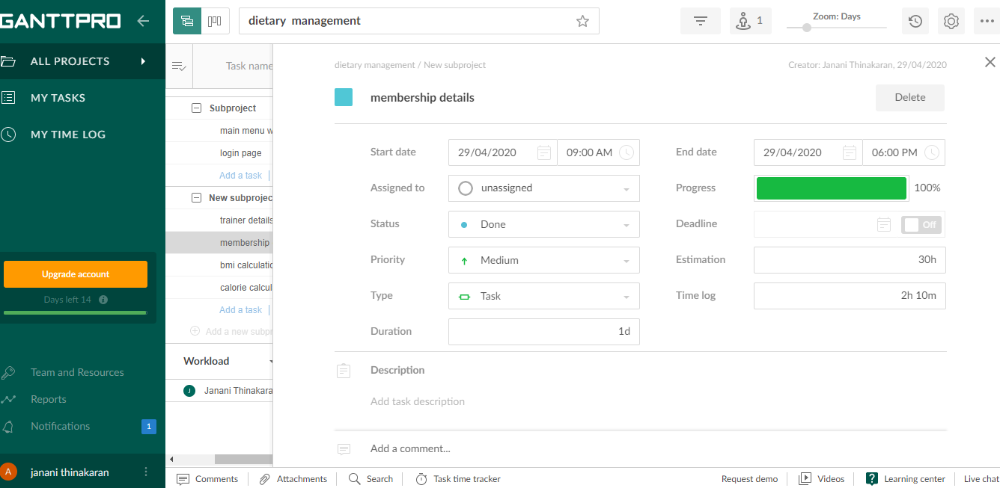 GANTTPRO
ALL PROJECTS
MY TASKS
MY TIME LOG
Upgrade account
Days left 14
Team and Resources
Reports
Notifications 1
A janani thinakaran
dietary management
1
Zoom: Days
Task name
Subproject
main menu w
login page
Add a task
New subprojec
trainer details
membership
bmi calculatio
calorie calcul
Add a task
Add a new subpr
Workload
J Janani Thinakara
dietary management / New subproject
Creator: Janani Thinakaran, 29/04/2020
membership details
Delete
Start date 29/04/2020 09:00 AM
End date 29/04/2020 06:00 PM
Assigned to unassigned
Progress 100%
Status Done
Deadline Off
Priority Medium
Estimation 30h
Type Task
Time log 2h 10m
Duration 1d
Description
Add task description
Add a comment...
Comments Attachments Search Task time tracker Request demo Videos ? Learning center Live chat